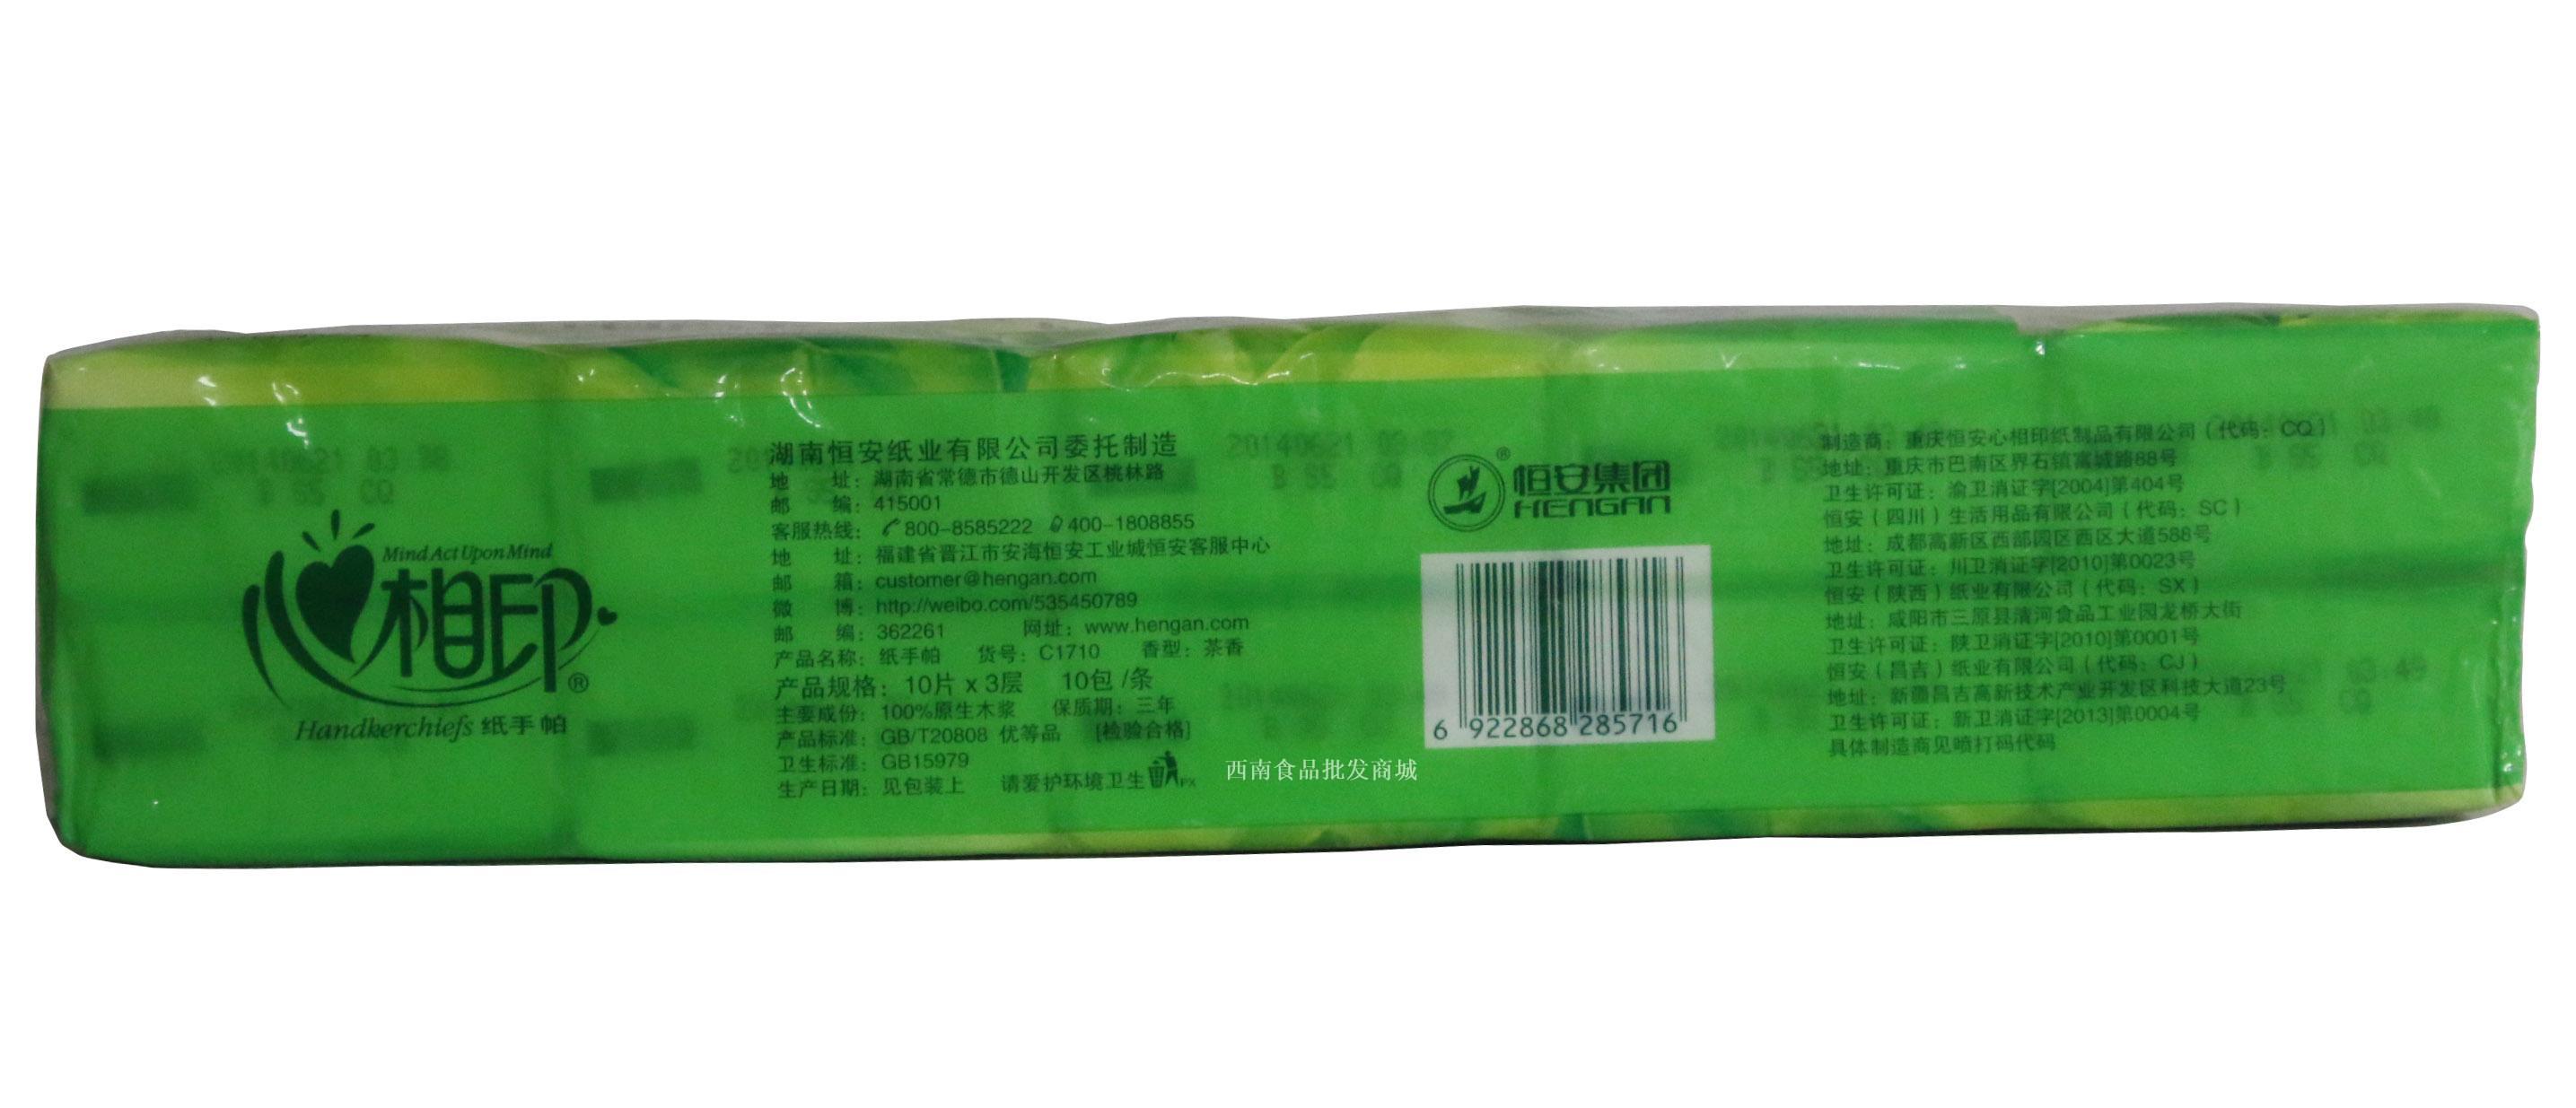 Mind Act Upon Mind
心相印®
Handkerchiefs 纸手帕
湖南恒安纸业有限公司委托制造
地 址：湖南省常德市德山开发区桃林路
邮 编：415001
客服热线：800-8585222 400-1808855
地 址：福建省晋江市安海恒安工业城恒安客服中心
邮 箱：customer@hengan.com
微 博：http://weibo.com/535450789
邮 编：362261 网址：www.hengan.com
产品名称：纸手帕 货号：C1710 香型：茶香
产品规格：10片 x 3层 10包 /条
主要成份：100%原生木浆 保质期：三年
产品标准：GB/T20808 优等品 [检验合格]
卫生标准：GB15979
生产日期：见包装上 请爱护环境卫生 PX
®恒安集团
HENGAN
6 922868 285716
西南食品批发商城
制造商：重庆恒安心相印纸制品有限公司（代码：CQ）
地址：重庆市巴南区界石镇富城路88号
卫生许可证：渝卫消证字[2004]第404号
恒安（四川）生活用品有限公司（代码：SC）
地址：成都高新区西部园区西区大道588号
卫生许可证：川卫消证字[2010]第0023号
恒安（陕西）纸业有限公司（代码：SX）
地址：咸阳市三原县清河食品工业园龙桥大街
卫生许可证：陕卫消证字[2010]第0001号
恒安（昌吉）纸业有限公司（代码：CJ）
地址：新疆昌吉高新技术产业开发区科技大道23号
卫生许可证：新卫消证字[2013]第0004号
具体制造商见喷打码代码